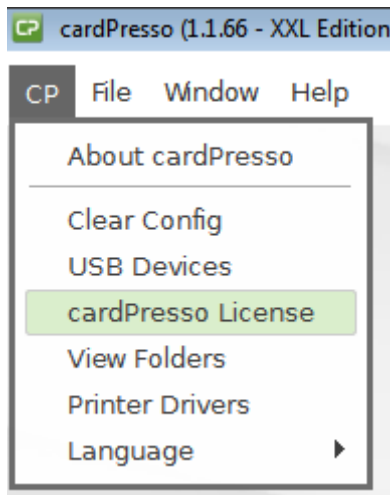 CP cardPresso (1.1.66 - XXL Edition
CP File Window Help
About cardPresso
Clear Config
USB Devices
cardPresso License
View Folders
Printer Drivers
Language